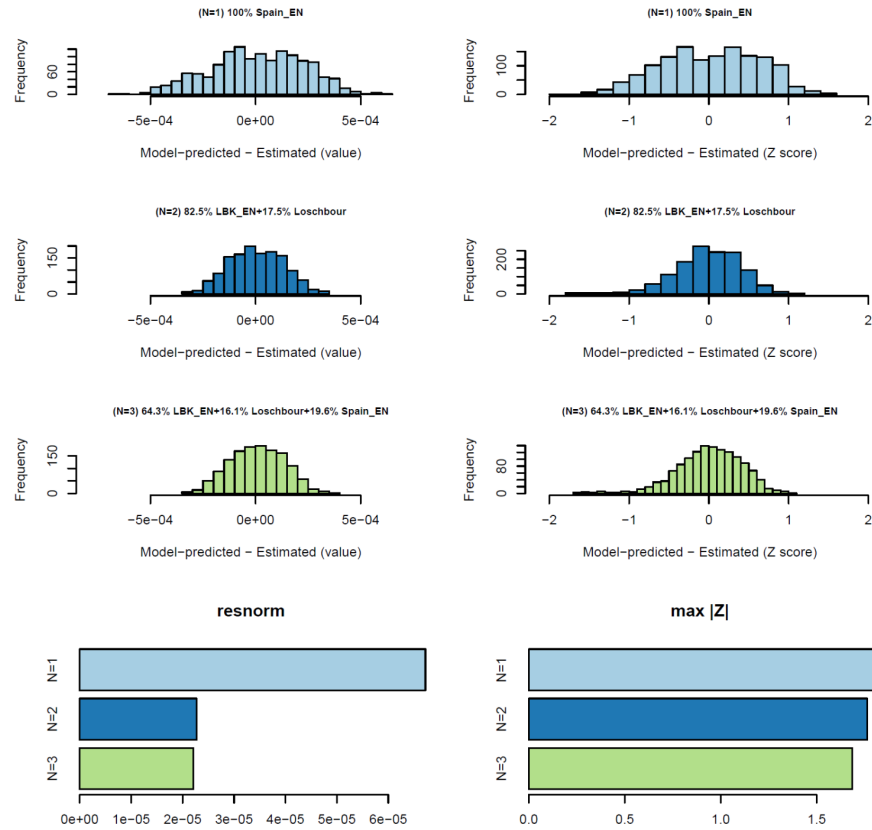 (N=1) 100% Spain_EN
Frequency
0 60
−5e−04 0e+00 5e−04
Model−predicted − Estimated (value)
(N=1) 100% Spain_EN
Frequency
0 100
−2 −1 0 1 2
Model−predicted − Estimated (Z score)
(N=2) 82.5% LBK_EN+17.5% Loschbour
Frequency
0 150
−5e−04 0e+00 5e−04
Model−predicted − Estimated (value)
(N=2) 82.5% LBK_EN+17.5% Loschbour
Frequency
0 200
−2 −1 0 1 2
Model−predicted − Estimated (Z score)
(N=3) 64.3% LBK_EN+16.1% Loschbour+19.6% Spain_EN
Frequency
0 150
−5e−04 0e+00 5e−04
Model−predicted − Estimated (value)
(N=3) 64.3% LBK_EN+16.1% Loschbour+19.6% Spain_EN
Frequency
0 80
−2 −1 0 1 2
Model−predicted − Estimated (Z score)
resnorm
N=1
N=2
N=3
0e+00 1e−05 2e−05 3e−05 4e−05 5e−05 6e−05
max |Z|
N=1
N=2
N=3
0.0 0.5 1.0 1.5